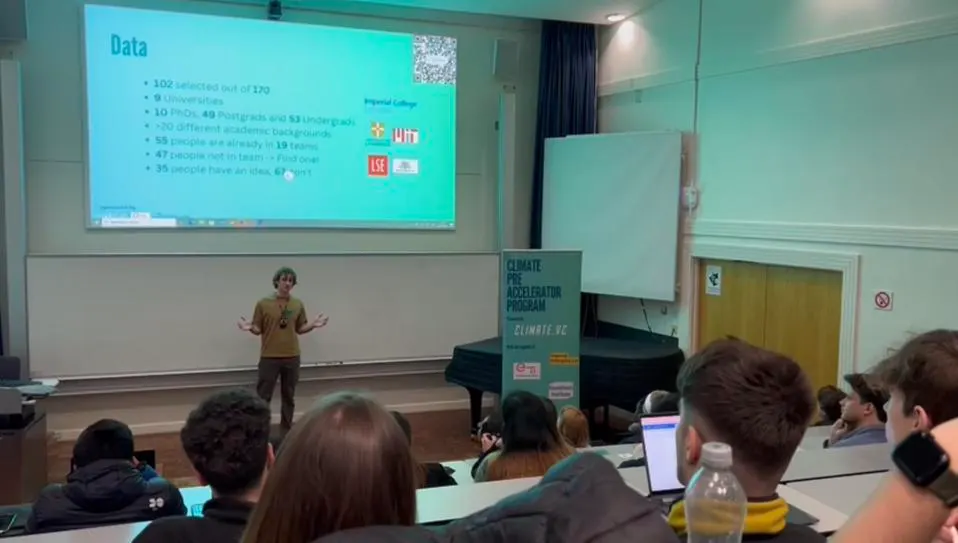 Data
• 102 selected out of 170
• 9 Universities
• 10 PhDs, 49 Postgrads and 53 Undergrads
• >20 different academic backgrounds
• 55 people are already in 19 teams
• 47 people not in team -> Find one!
• 35 people have an idea,
Imperial College
MIT
LSE
CLIMATE
PRE
ACCELERATOR
PROGRAM
CLIMATE.VC